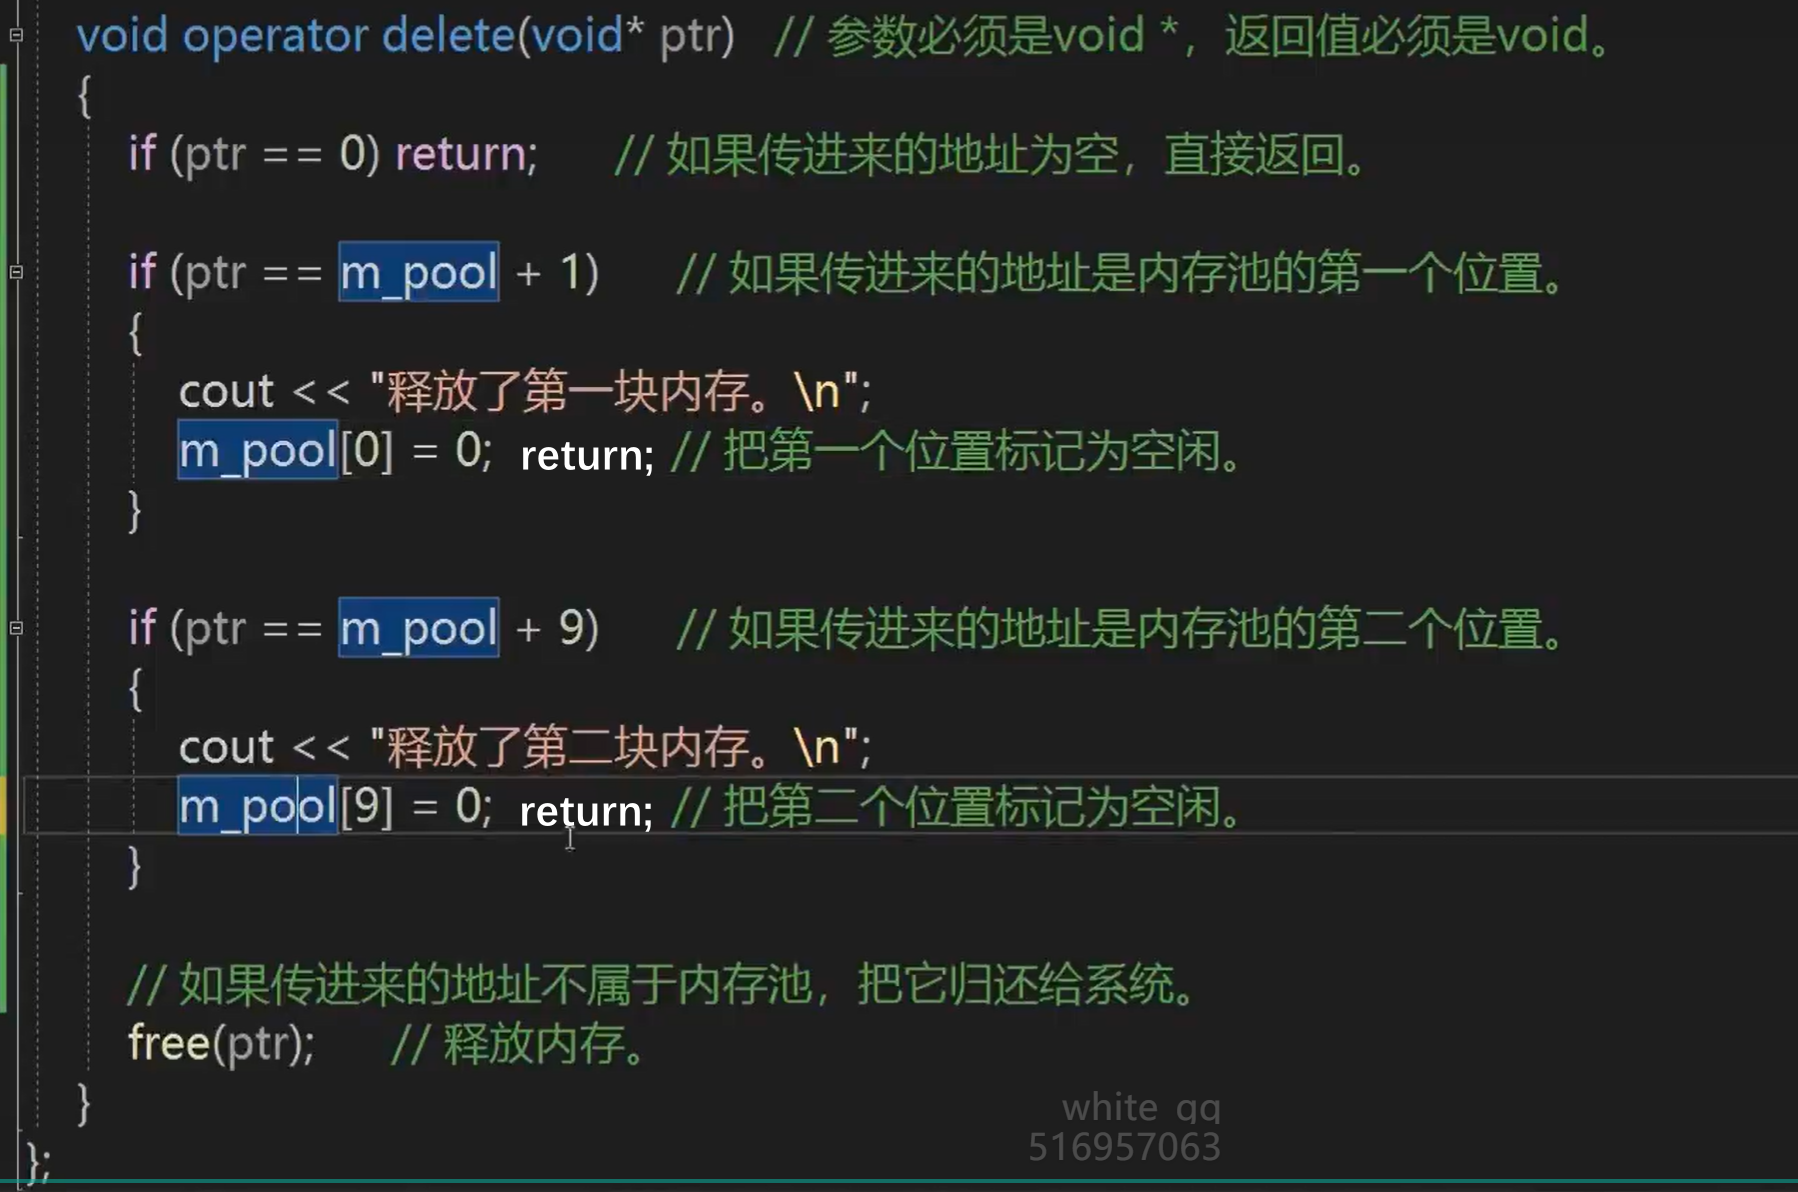 void operator delete(void* ptr) // 参数必须是void *，返回值必须是void。
{
if (ptr == 0) return; // 如果传进来的地址为空，直接返回。
if (ptr == m_pool + 1) // 如果传进来的地址是内存池的第一个位置。
{
cout << "释放了第一块内存。\n";
m_pool[0] = 0; return; // 把第一个位置标记为空闲。
}
if (ptr == m_pool + 9) // 如果传进来的地址是内存池的第二个位置。
{
cout << "释放了第二块内存。\n";
m_pool[9] = 0; return; // 把第二个位置标记为空闲。
}
// 如果传进来的地址不属于内存池，把它归还给系统。
free(ptr); // 释放内存。
}
};
white qq
516957063